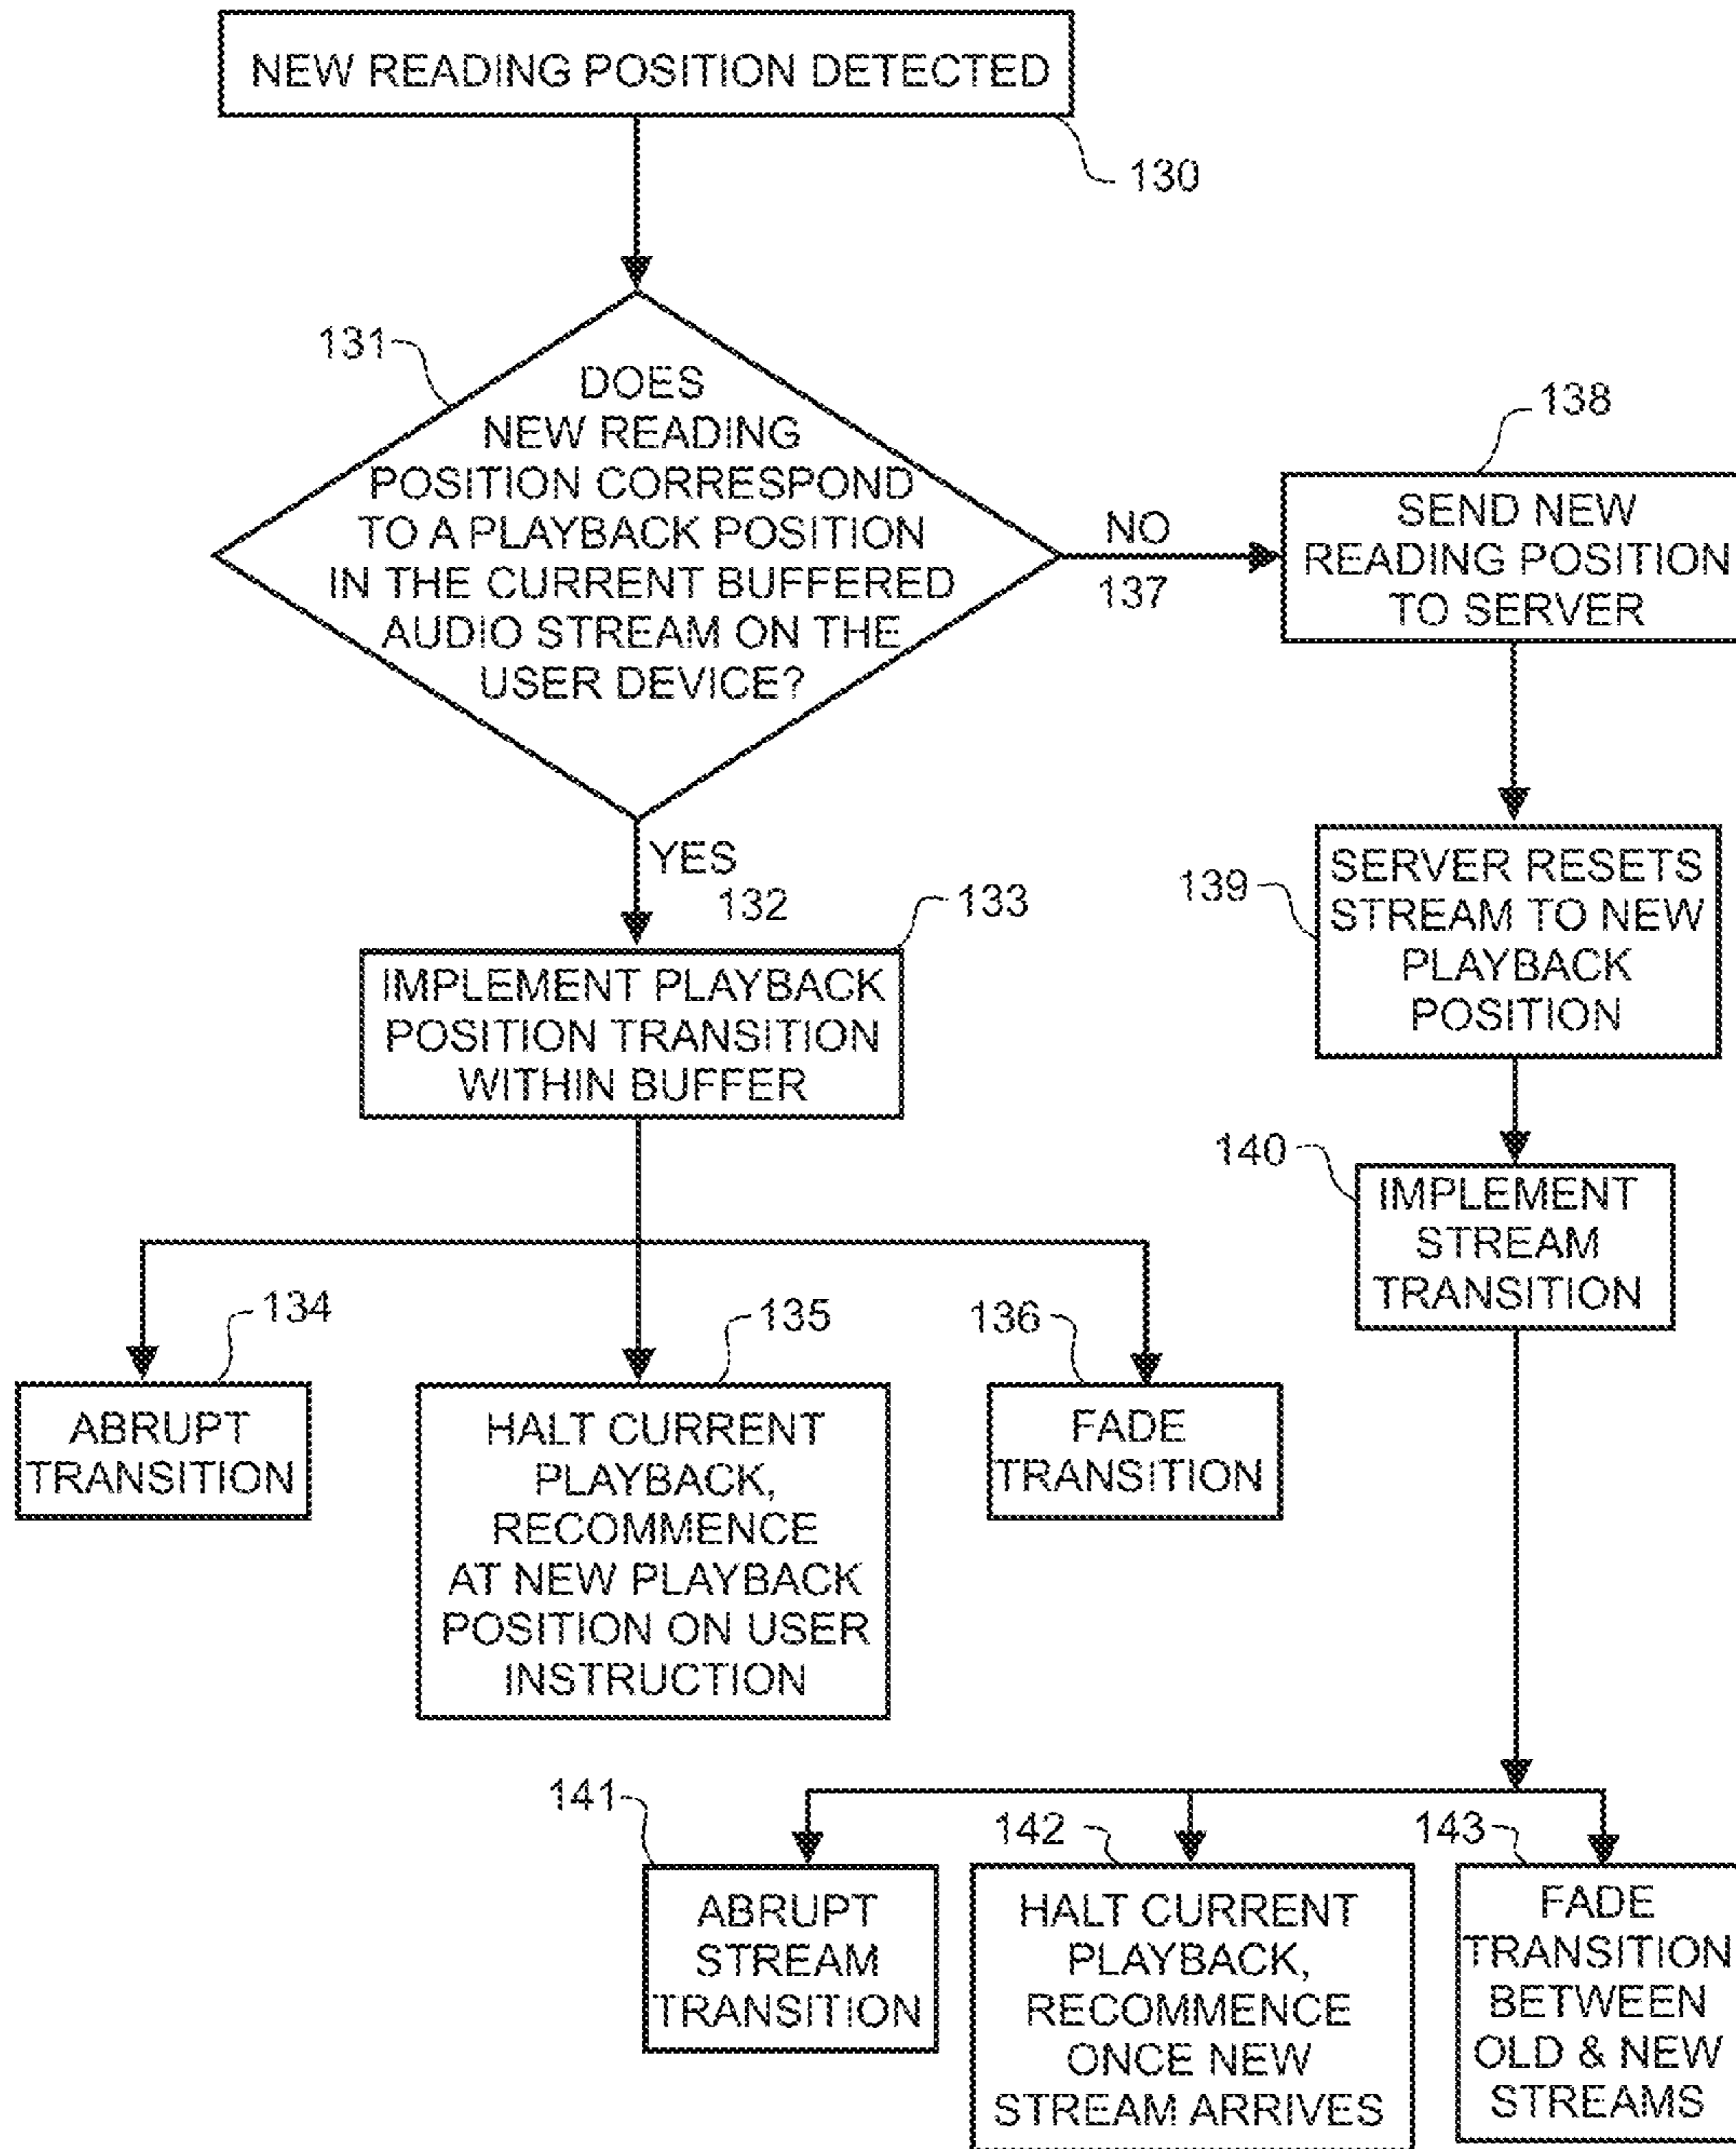 NEW READING POSITION DETECTED
130
131
DOES
NEW READING
POSITION CORRESPOND
TO A PLAYBACK POSITION
IN THE CURRENT BUFFERED
AUDIO STREAM ON THE
USER DEVICE?
NO
137
138
SEND NEW
READING POSITION
TO SERVER
YES
132
133
IMPLEMENT PLAYBACK
POSITION TRANSITION
WITHIN BUFFER
139
SERVER RESETS
STREAM TO NEW
PLAYBACK
POSITION
140
IMPLEMENT
STREAM
TRANSITION
134
ABRUPT
TRANSITION
135
HALT CURRENT
PLAYBACK,
RECOMMENCE
AT NEW PLAYBACK
POSITION ON USER
INSTRUCTION
136
FADE
TRANSITION
141
ABRUPT
STREAM
TRANSITION
142
HALT CURRENT
PLAYBACK,
RECOMMENCE
ONCE NEW
STREAM ARRIVES
143
FADE
TRANSITION
BETWEEN
OLD & NEW
STREAMS